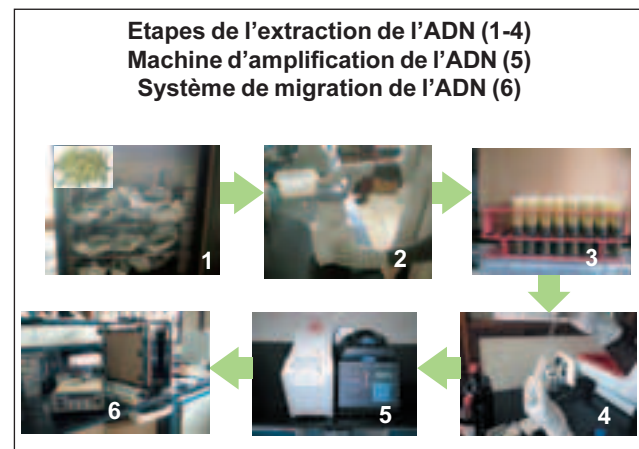 Etapes de l'extraction de l'ADN (1-4)
Machine d'amplification de l'ADN (5)
Système de migration de l'ADN (6)
1
2
3
6
5
4